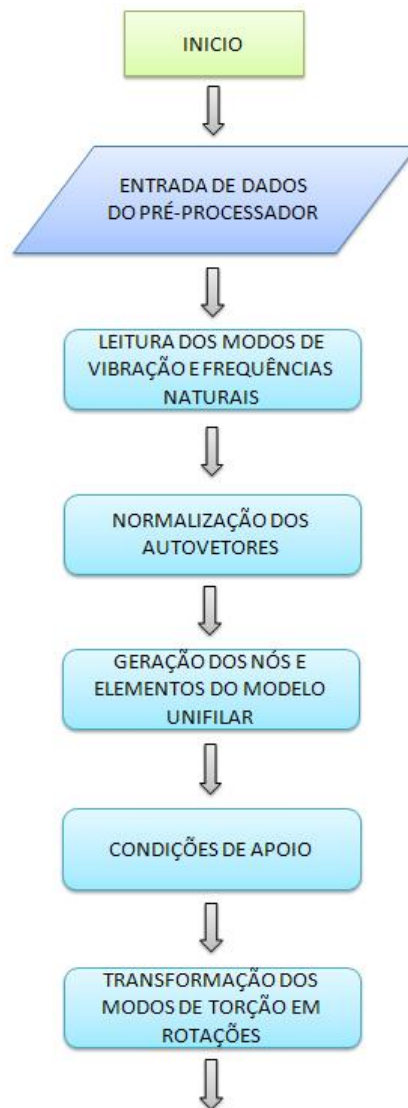 INICIO
ENTRADA DE DADOS
DO PRÉ-PROCESSADOR
LEITURA DOS MODOS DE
VIBRAÇÃO E FREQUÊNCIAS
NATURAIS
NORMALIZAÇÃO DOS
AUTOVETORES
GERAÇÃO DOS NÓS E
ELEMENTOS DO MODELO
UNIFILAR
CONDIÇÕES DE APOIO
TRANSFORMAÇÃO DOS
MODOS DE TORÇÃO EM
ROTAÇÕES